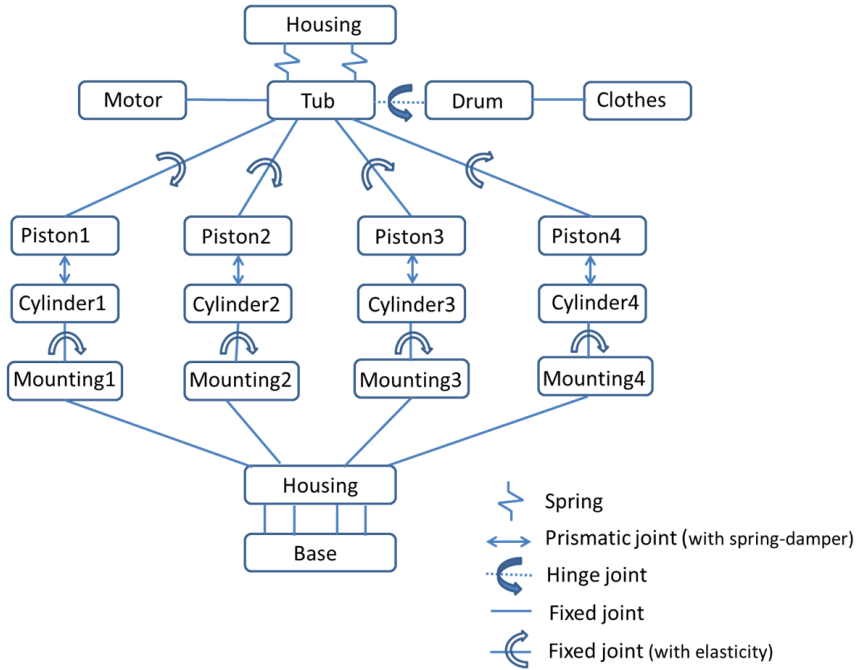 Housing
Motor
Tub
Drum
Clothes
Piston1
Piston2
Piston3
Piston4
Cylinder1
Cylinder2
Cylinder3
Cylinder4
Mounting1
Mounting2
Mounting3
Mounting4
Housing
Base
Spring
Prismatic joint (with spring-damper)
Hinge joint
Fixed joint
Fixed joint (with elasticity)